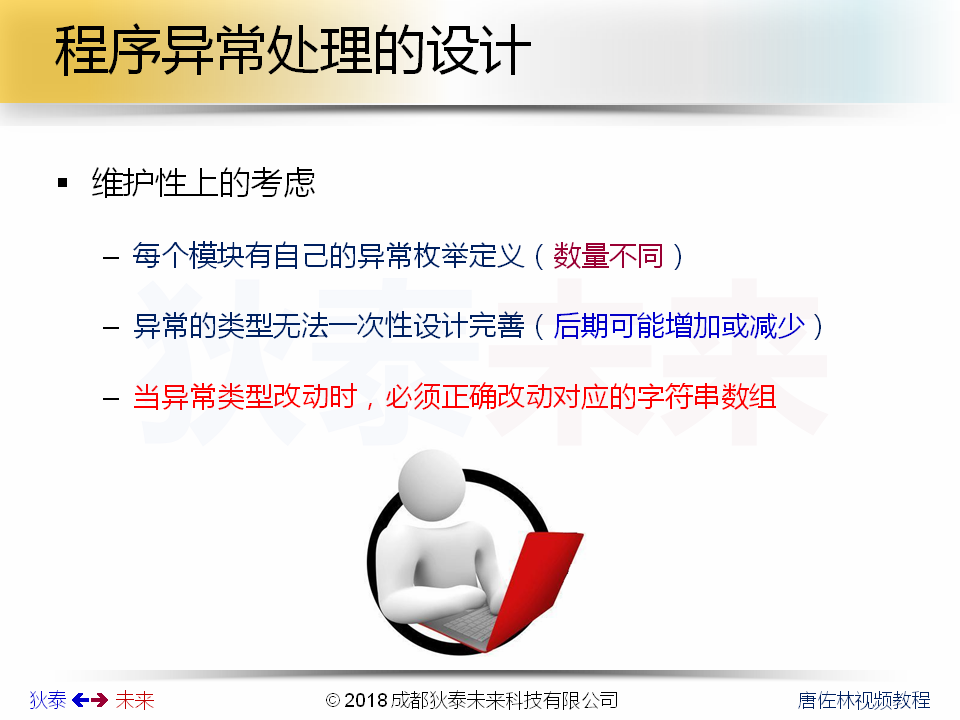 程序异常处理的设计
▪ 维护性上的考虑
– 每个模块有自己的异常枚举定义（数量不同）
– 异常的类型无法一次性设计完善（后期可能增加或减少）
– 当异常类型改动时，必须正确改动对应的字符串数组
狄泰未来
狄泰 未来 © 2018 成都狄泰未来科技有限公司 唐佐林视频教程